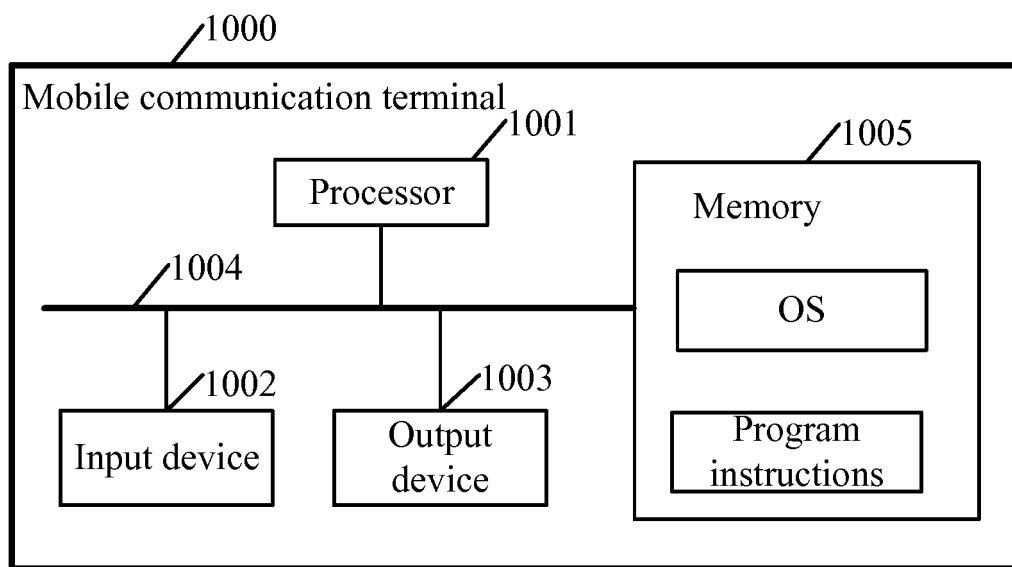 1000
Mobile communication terminal
1001
1005
Processor
Memory
1004
OS
1002
1003
Input device
Output
device
Program
instructions